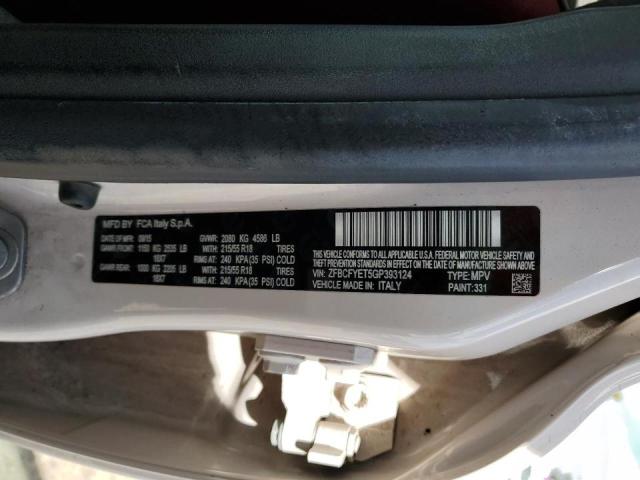 MFD BY FCA Italy S.p.A.
DATE: 09/15 GVWR: 2080 KG 4586 LB
GAWR FRONT: 1150 KG 2535 LB WITH: 215/55 R18 TIRES
18X7 RIMS AT: 240 KPA (35 PSI) COLD
GAWR REAR: 1000 KG 2205 LB WITH: 215/55 R18 TIRES
18X7 RIMS AT: 240 KPA (35 PSI) COLD
THIS VEHICLE CONFORMS TO ALL APPLICABLE U.S.A.
FEDERAL MOTOR VEHICLE SAFETY, BUMPER, AND
THEFT PREVENTION STANDARDS IN EFFECT ON THE
DATE OF MANUFACTURE SHOWN ABOVE.
VIN: ZFBCFYET5GP393124 TYPE: MPV
VEHICLE MADE IN: ITALY PAINT: 331